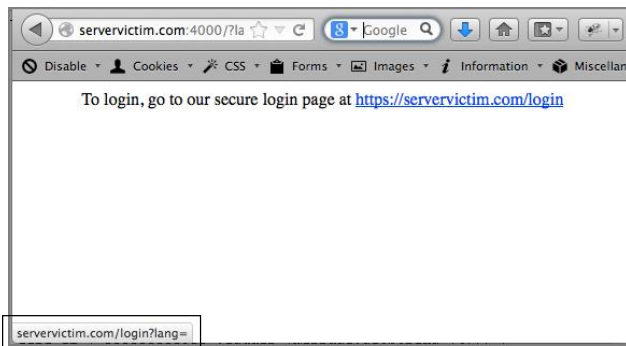 servervictim.com:4000/?la
Google
Disable Cookies CSS Forms Images Information Miscellan
To login, go to our secure login page at https://servervictim.com/login
servervictim.com/login?lang=